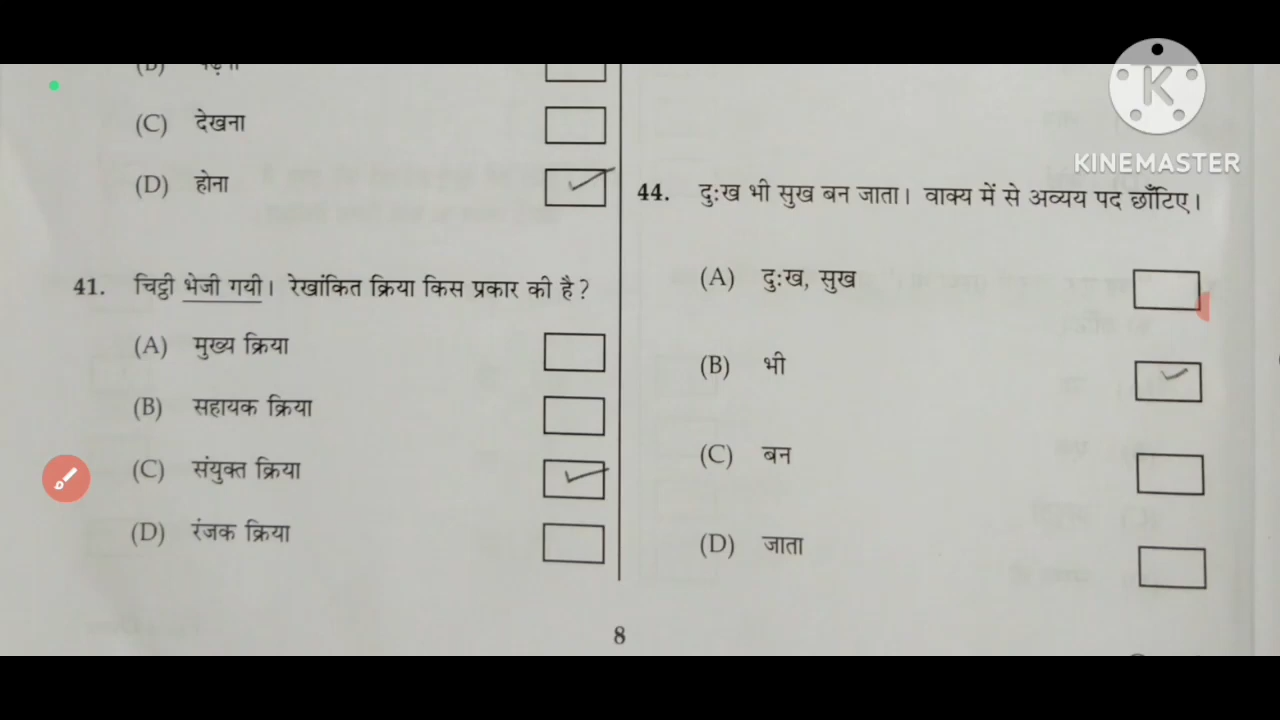 (C) देखना
(D) होना
41. चिट्ठी भेजी गयी। रेखांकित क्रिया किस प्रकार की है?
(A) मुख्य क्रिया
(B) सहायक क्रिया
(C) संयुक्त क्रिया
(D) रंजक क्रिया
44. दुःख भी सुख बन जाता। वाक्य में से अव्यय पद छाँटिए।
(A) दुःख, सुख
(B) भी
(C) बन
(D) जाता
8
K
KINEMASTER